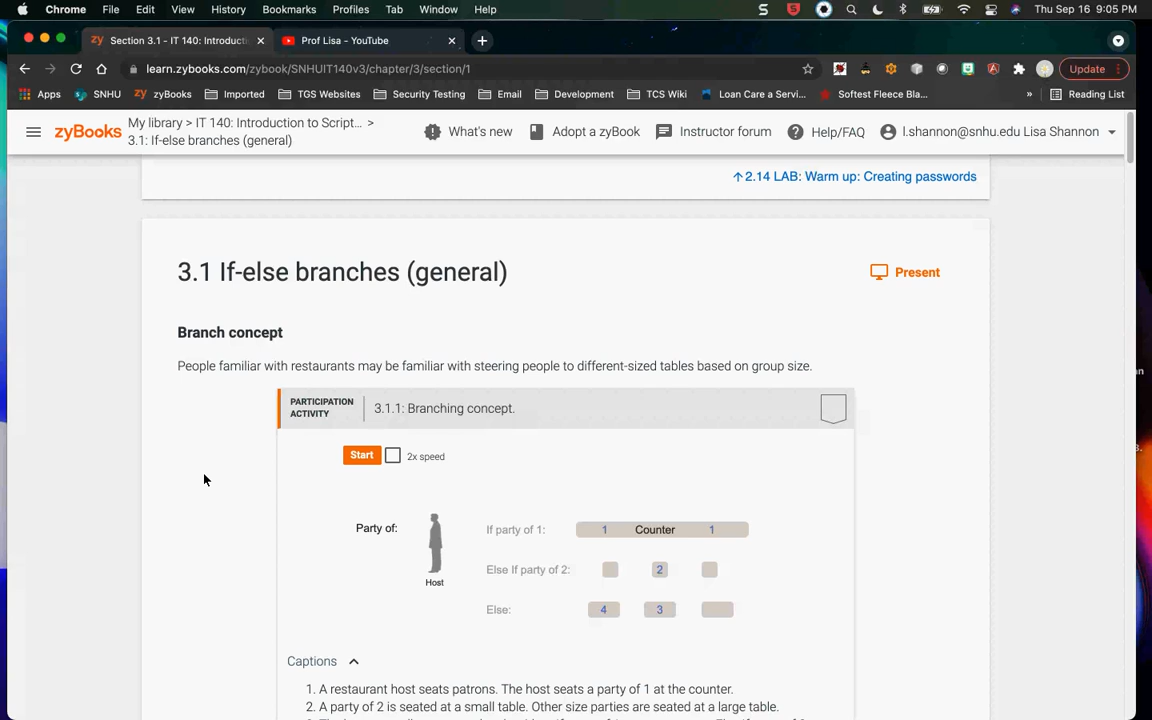 Chrome File Edit View History Bookmarks Profiles Tab Window Help Thu Sep 16 9:05 PM
Section 3.1 - IT 140: Introducti Prof Lisa - YouTube
learn.zybooks.com/zybook/SNHUIT140v3/chapter/3/section/1 Update
Apps SNHU zyBooks Imported TGS Websites Security Testing Email Development TCS Wiki Loan Care a Servi... Softest Fleece Bla... » Reading List
zyBooks My library > IT 140: Introduction to Script... >
3.1: If-else branches (general)
What's new Adopt a zyBook Instructor forum Help/FAQ l.shannon@snhu.edu Lisa Shannon
↑2.14 LAB: Warm up: Creating passwords
3.1 If-else branches (general) Present
Branch concept
People familiar with restaurants may be familiar with steering people to different-sized tables based on group size.
PARTICIPATION
ACTIVITY
3.1.1: Branching concept.
Start 2x speed
Party of: If party of 1: 1 Counter 1
Else If party of 2: 2
Host
Else: 4 3
Captions
1. A restaurant host seats patrons. The host seats a party of 1 at the counter.
2. A party of 2 is seated at a small table. Other size parties are seated at a large table.